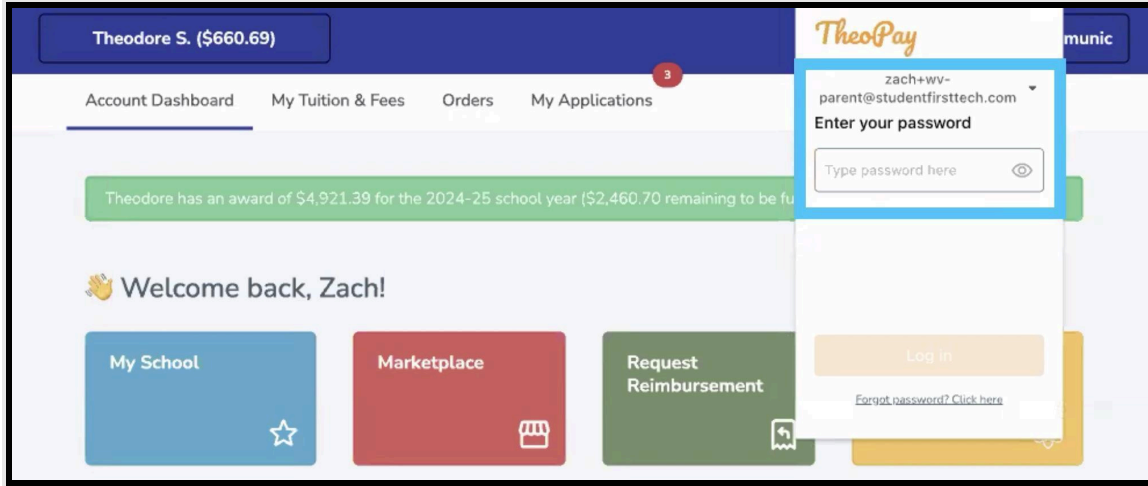 Theodore S. ($660.69)
TheoPay
munic
3
zach+wv-
parent@studentfirsttech.com
Account Dashboard My Tuition & Fees Orders My Applications
Enter your password
Type password here
Theodore has an award of $4,921.39 for the 2024-25 school year ($2,460.70 remaining to be fu
👋 Welcome back, Zach!
My School
Marketplace
Request
Reimbursement
Log in
Forgot password? Click here